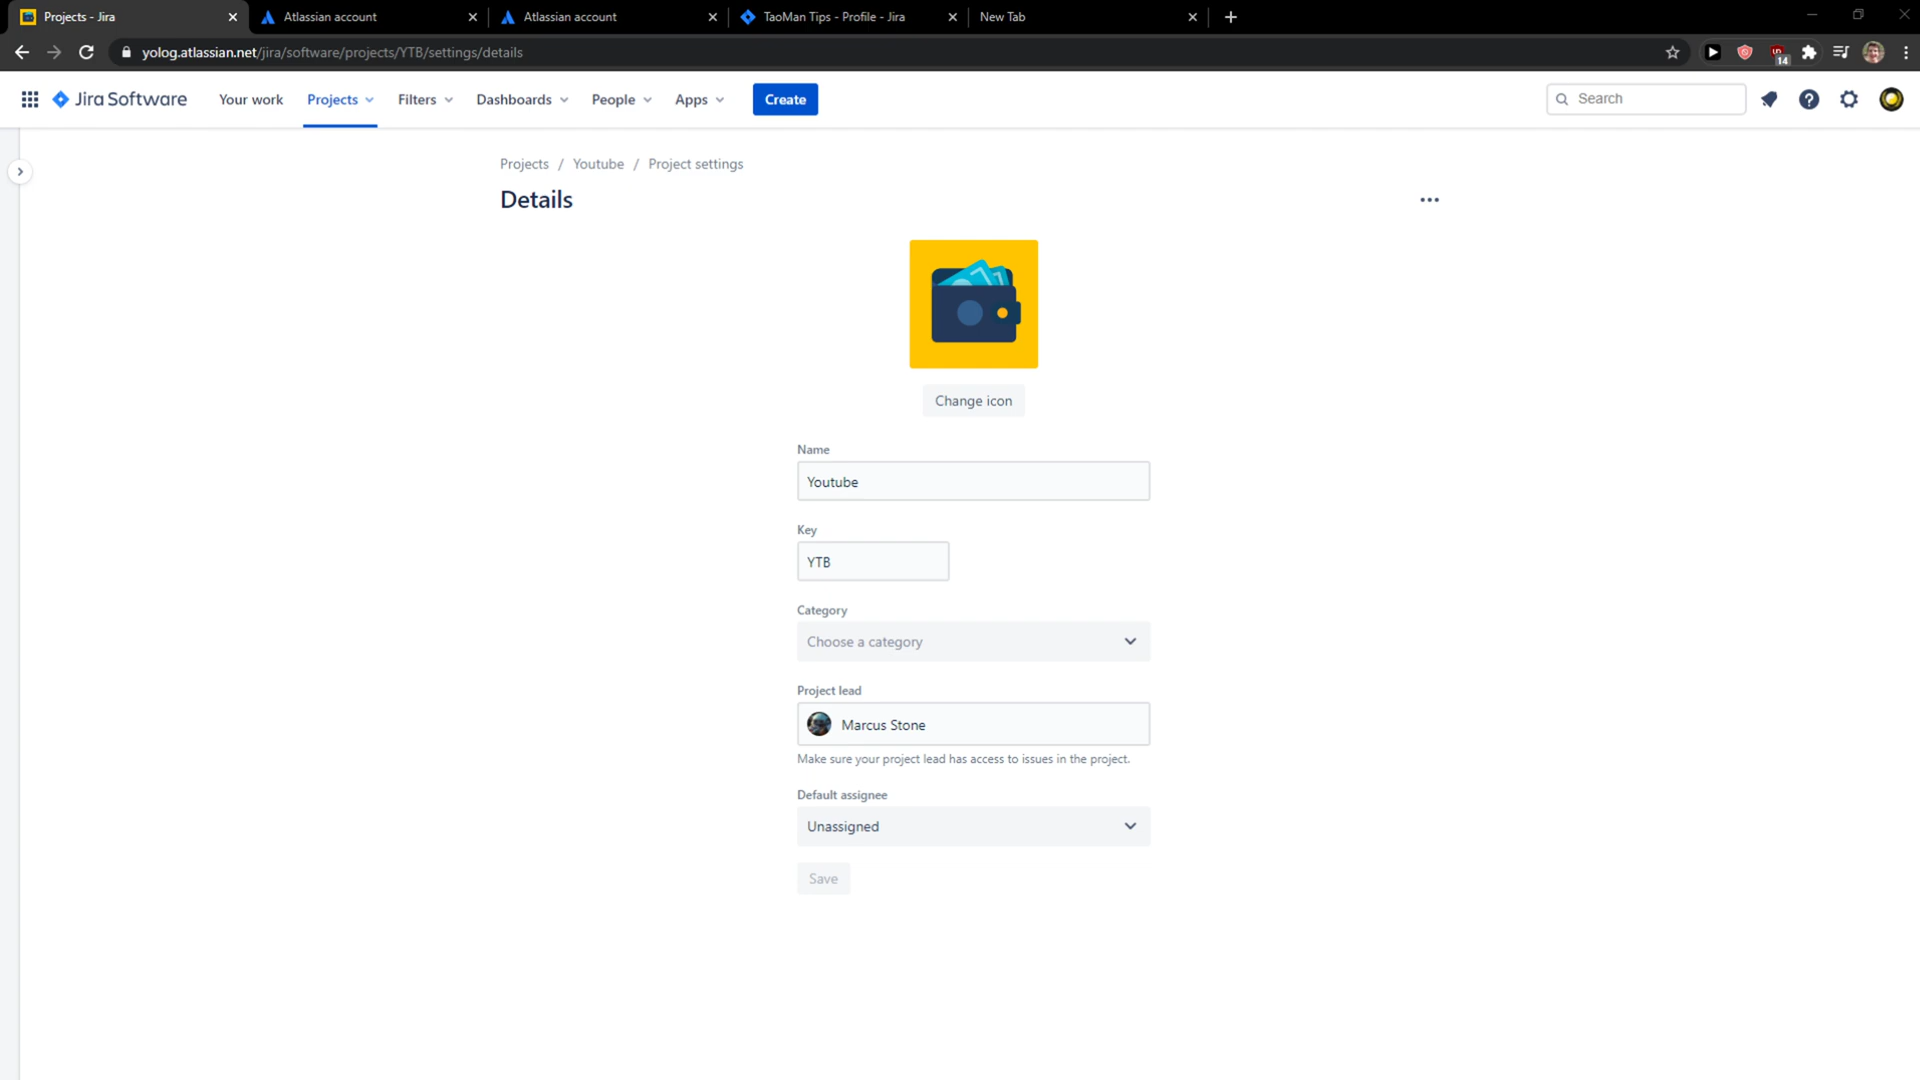 Projects - Jira
Atlassian account
Atlassian account
TaoMan Tips - Profile - Jira
New Tab
yolog.atlassian.net/jira/software/projects/YTB/settings/details
14
Jira Software
Your work
Projects
Filters
Dashboards
People
Apps
Create
Search
Projects / Youtube / Project settings
Details
Change icon
Name
Youtube
Key
YTB
Category
Choose a category
Project lead
Marcus Stone
Make sure your project lead has access to issues in the project.
Default assignee
Unassigned
Save